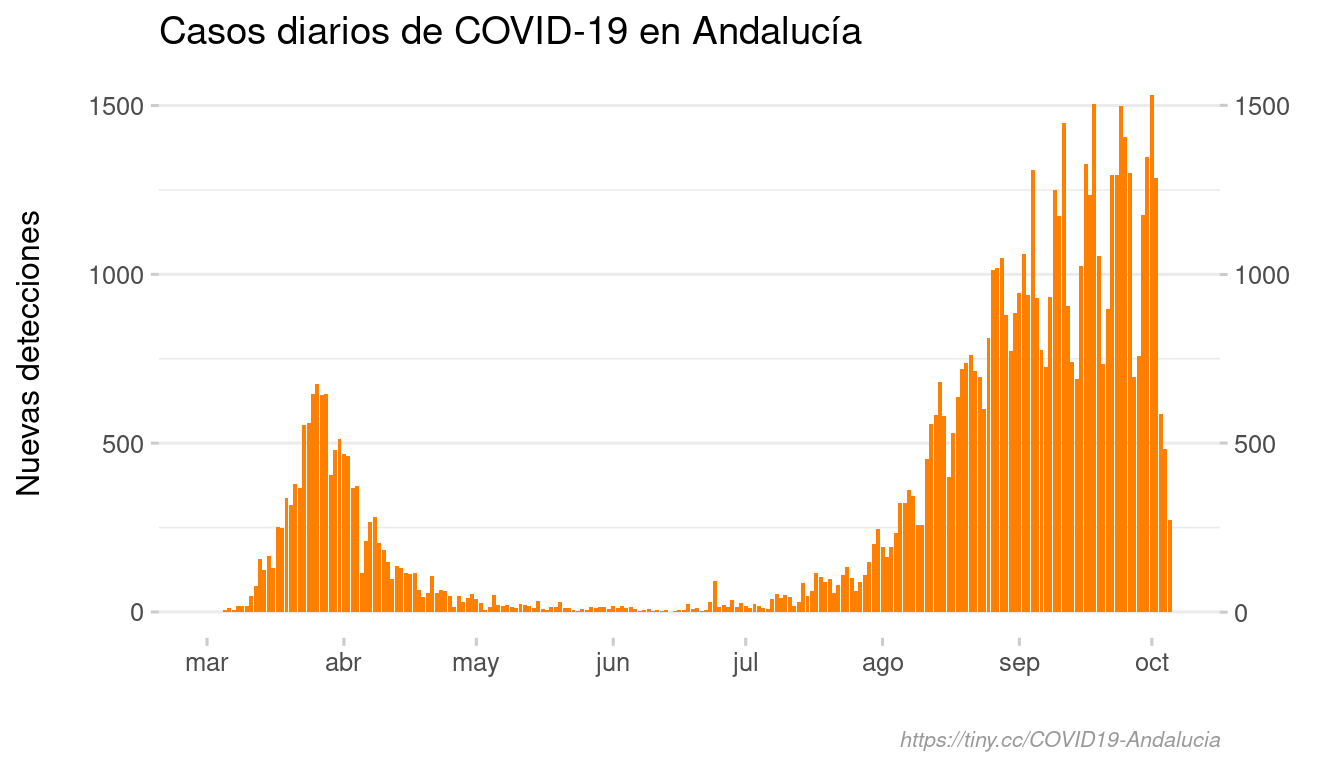 Casos diarios de COVID-19 en Andalucía
Nuevas detecciones
1500 1500
1000 1000
500 500
0 0
mar abr may jun jul ago sep oct
https://tiny.cc/COVID19-Andalucia